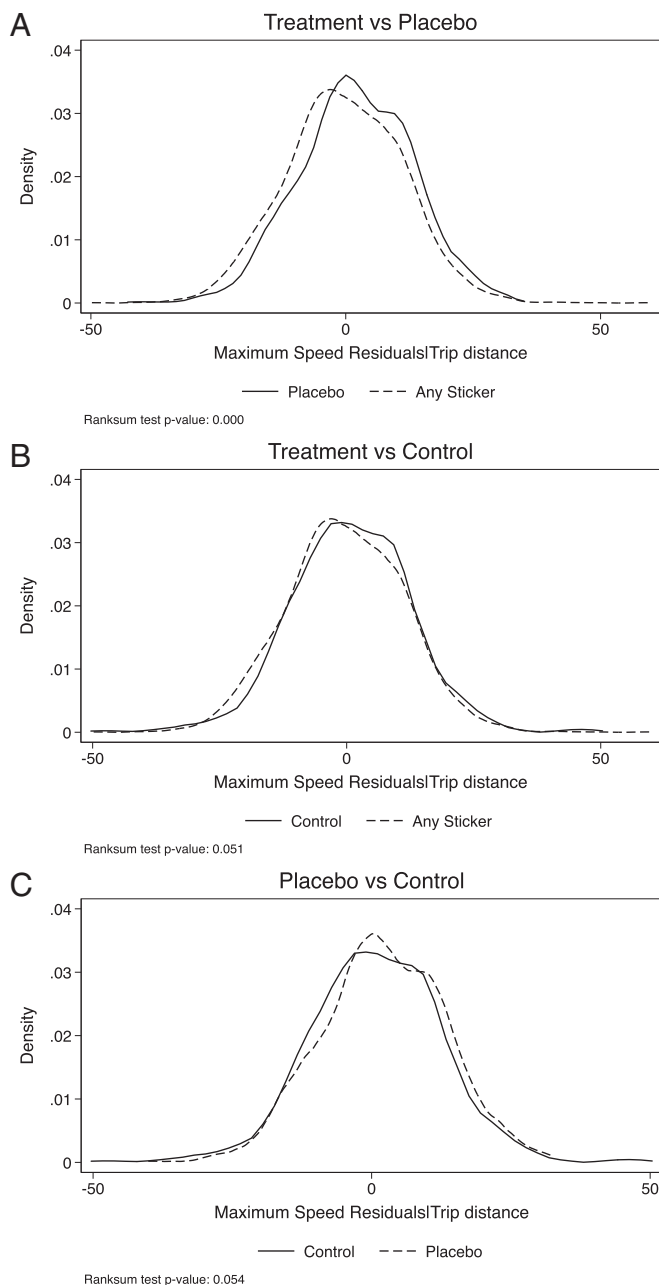 A
Treatment vs Placebo
.04
.03
.02
.01
0
Density
-50 0 50
Maximum Speed Residuals|Trip distance
Placebo Any Sticker
Ranksum test p-value: 0.000
B
Treatment vs Control
.04
.03
.02
.01
0
Density
-50 0 50
Maximum Speed Residuals|Trip distance
Control Any Sticker
Ranksum test p-value: 0.051
C
Placebo vs Control
.04
.03
.02
.01
0
Density
-50 0 50
Maximum Speed Residuals|Trip distance
Control Placebo
Ranksum test p-value: 0.054